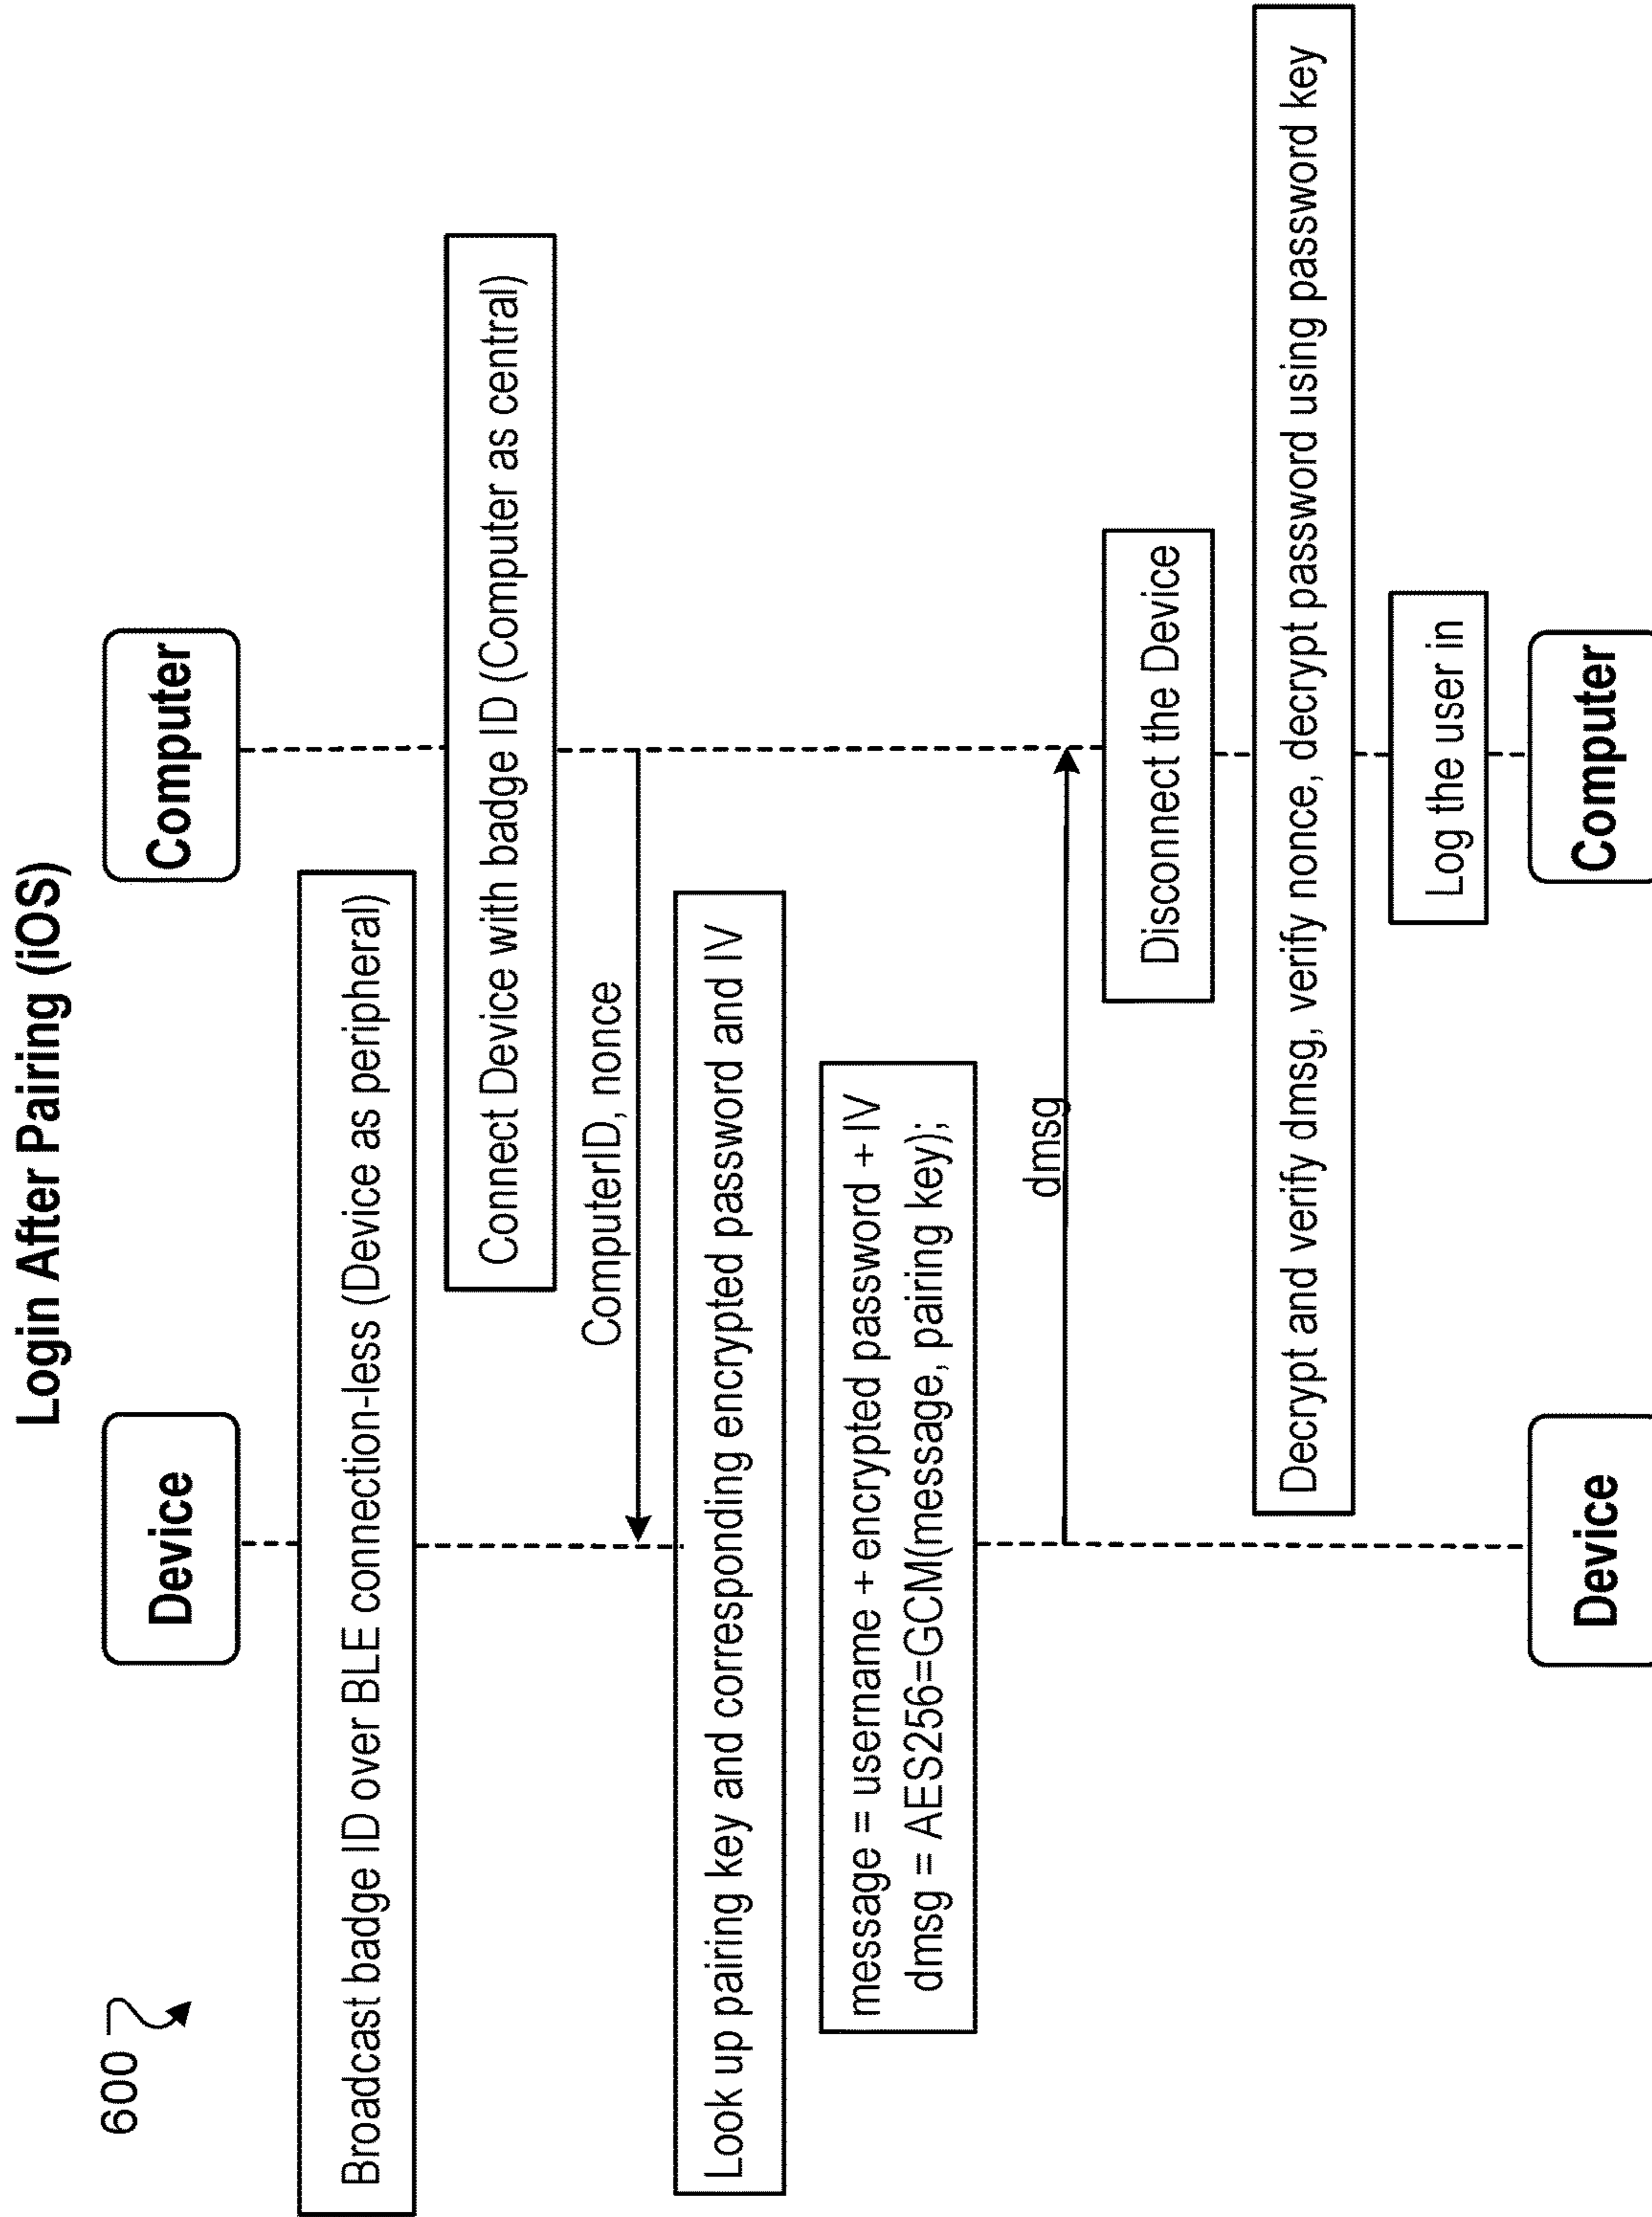 Login After Pairing (iOS)
600
Device
Computer
Broadcast badge ID over BLE connection-less (Device as peripheral)
Connect Device with badge ID (Computer as central)
ComputerID, nonce
Look up pairing key and corresponding encrypted password and IV
message = username + encrypted password + IV
dmsg = AES256=GCM(message, pairing key);
dmsg
Disconnect the Device
Decrypt and verify dmsg, verify nonce, decrypt password using password key
Log the user in
Device
Computer